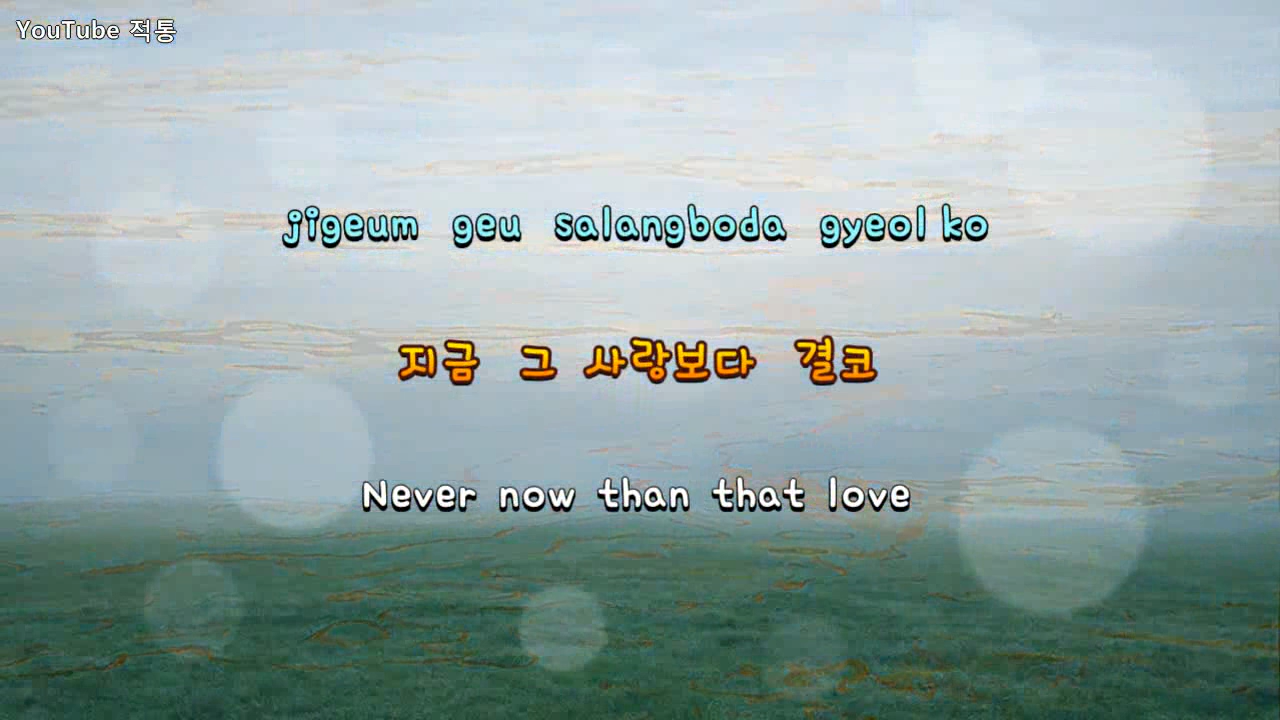 YouTube 적통
jigeum geu salangboda gyeol ko
지금 그 사랑보다 결코
Never now than that love